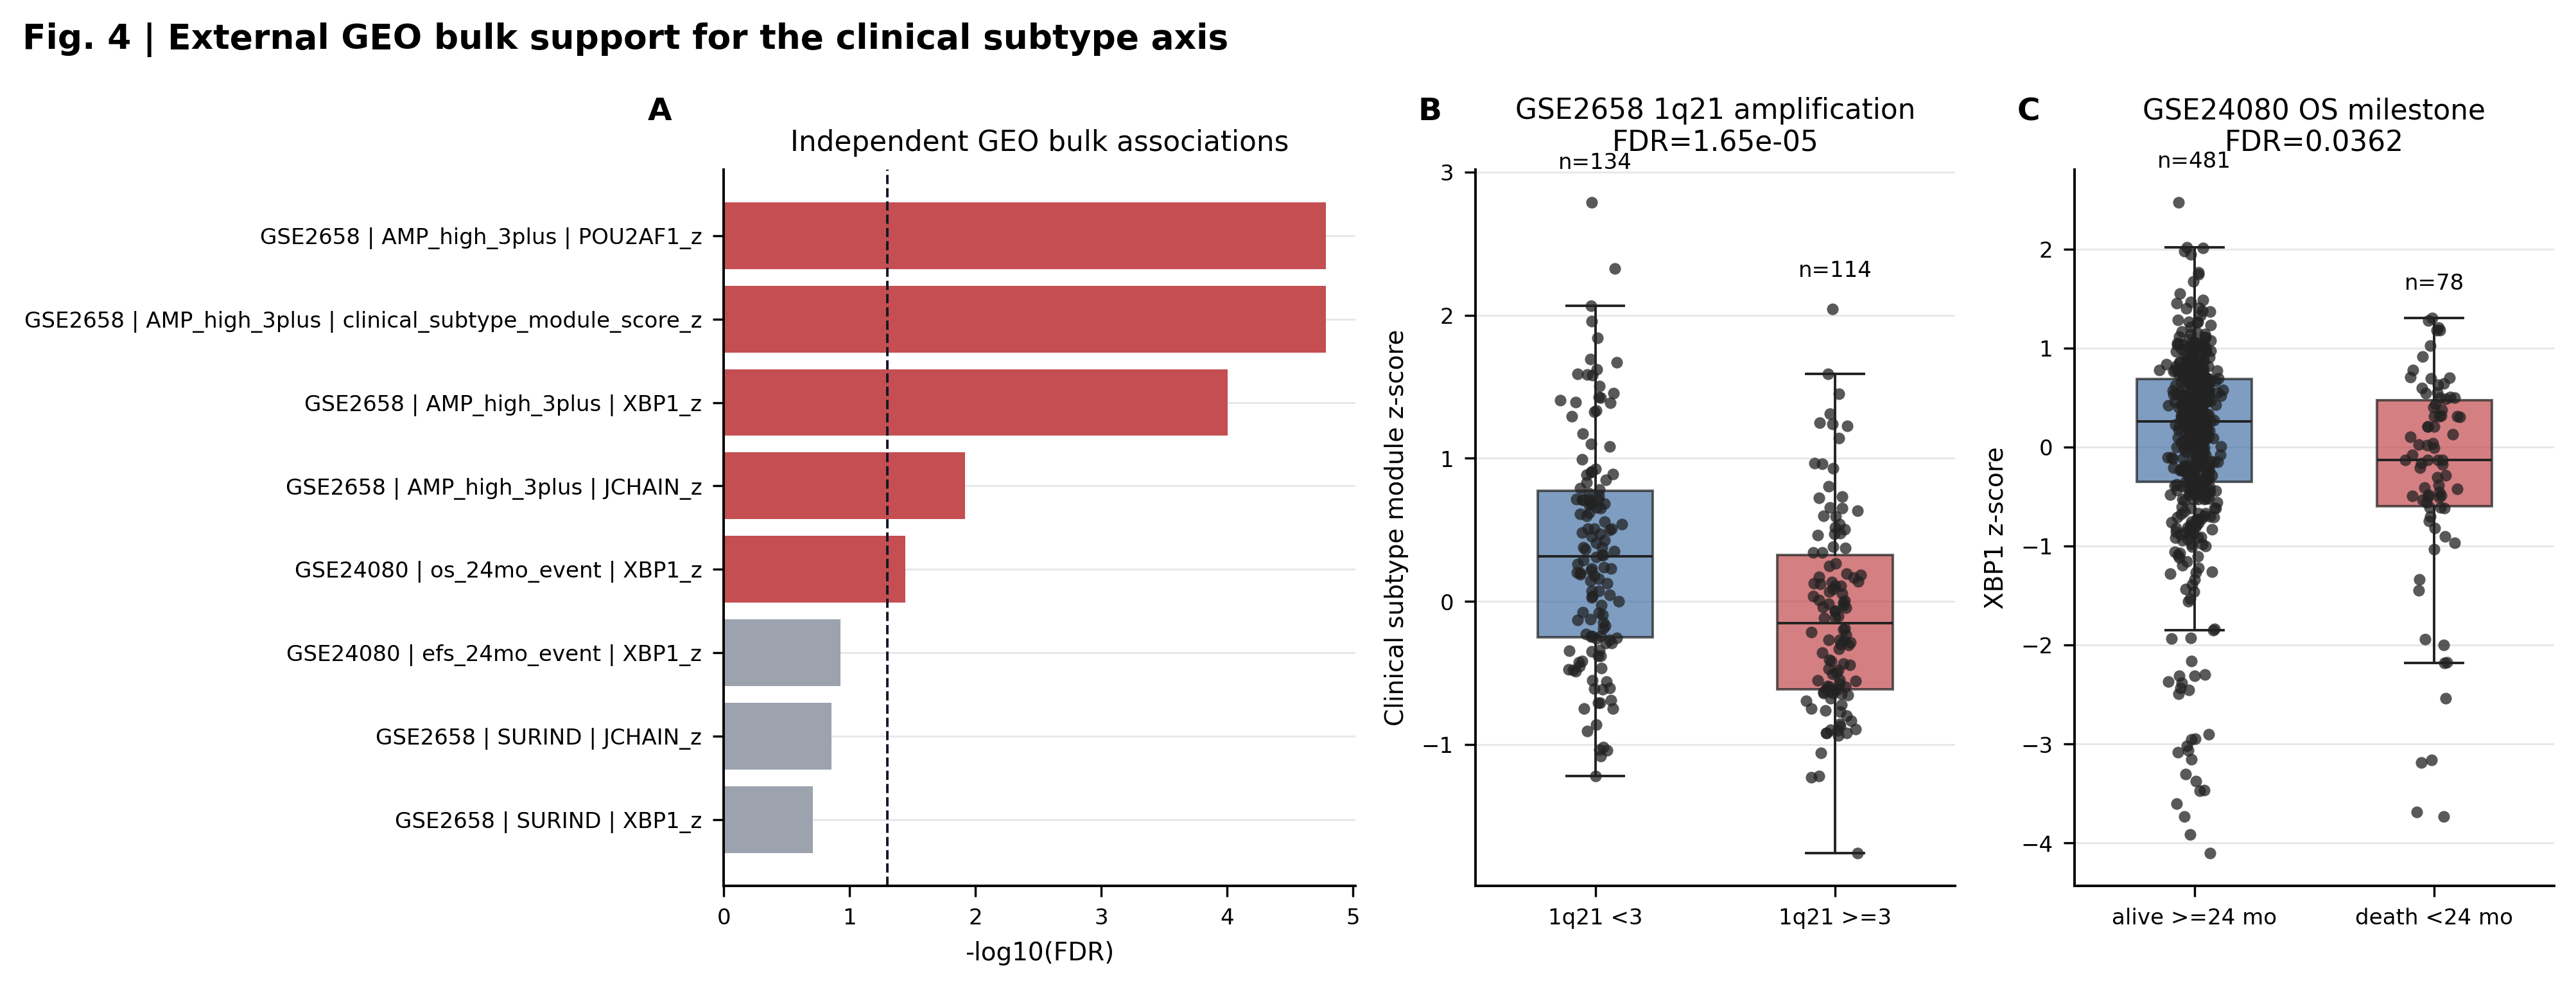 Fig. 4 | External GEO bulk support for the clinical subtype axis
A
Independent GEO bulk associations
GSE2658 | AMP_high_3plus | POU2AF1_z
GSE2658 | AMP_high_3plus | clinical_subtype_module_score_z
GSE2658 | AMP_high_3plus | XBP1_z
GSE2658 | AMP_high_3plus | JCHAIN_z
GSE24080 | os_24mo_event | XBP1_z
GSE24080 | efs_24mo_event | XBP1_z
GSE2658 | SURIND | JCHAIN_z
GSE2658 | SURIND | XBP1_z
0 1 2 3 4 5
-log10(FDR)
B
GSE2658 1q21 amplification
FDR=1.65e-05
n=134
n=114
Clinical subtype module z-score
3
2
1
0
−1
1q21 <3
1q21 >=3
C
GSE24080 OS milestone
FDR=0.0362
n=481
n=78
XBP1 z-score
2
1
0
−1
−2
−3
−4
alive >=24 mo
death <24 mo